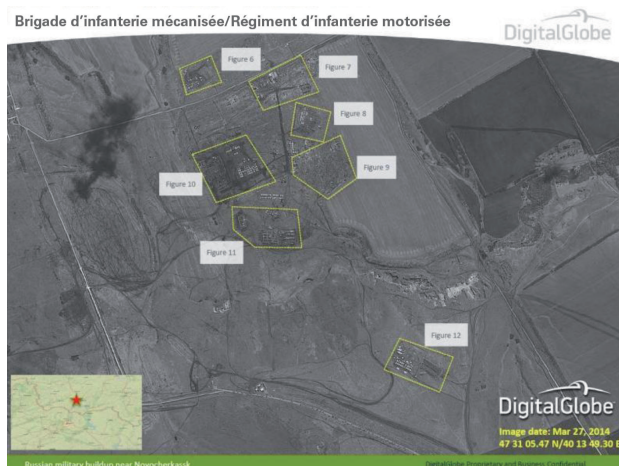 Brigade d’infanterie mécanisée/Régiment d’infanterie motorisée
DigitalGlobe
Figure 6
Figure 7
Figure 8
Figure 9
Figure 10
Figure 11
Figure 12
DigitalGlobe
Image date: Mar 27, 2014
47 31 05.47 N/40 13 49.30 E
Russian military buildup near Novocherkassk
DigitalGlobe Proprietary and Business Confidential